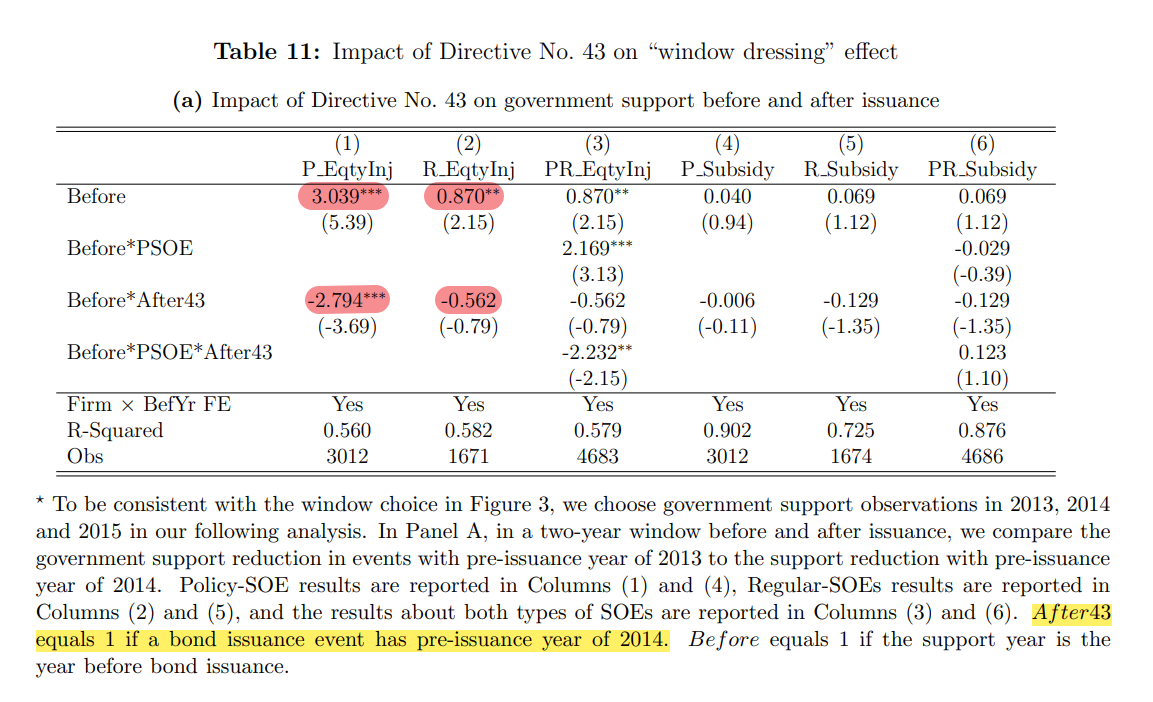 Table 11: Impact of Directive No. 43 on “window dressing” effect
(a) Impact of Directive No. 43 on government support before and after issuance
(1) (2) (3) (4) (5) (6)
P_EqtyInj R_EqtyInj PR_EqtyInj P_Subsidy R_Subsidy PR_Subsidy
Before 3.039*** 0.870** 0.870** 0.040 0.069 0.069
(5.39) (2.15) (2.15) (0.94) (1.12) (1.12)
Before*PSOE 2.169*** -0.029
(3.13) (-0.39)
Before*After43 -2.794*** -0.562 -0.562 -0.006 -0.129 -0.129
(-3.69) (-0.79) (-0.79) (-0.11) (-1.35) (-1.35)
Before*PSOE*After43 -2.232** 0.123
(-2.15) (1.10)
Firm × BefYr FE Yes Yes Yes Yes Yes Yes
R-Squared 0.560 0.582 0.579 0.902 0.725 0.876
Obs 3012 1671 4683 3012 1674 4686
* To be consistent with the window choice in Figure 3, we choose government support observations in 2013, 2014
and 2015 in our following analysis. In Panel A, in a two-year window before and after issuance, we compare the
government support reduction in events with pre-issuance year of 2013 to the support reduction with pre-issuance
year of 2014. Policy-SOE results are reported in Columns (1) and (4), Regular-SOEs results are reported in
Columns (2) and (5), and the results about both types of SOEs are reported in Columns (3) and (6). After43
equals 1 if a bond issuance event has pre-issuance year of 2014. Before equals 1 if the support year is the
year before bond issuance.